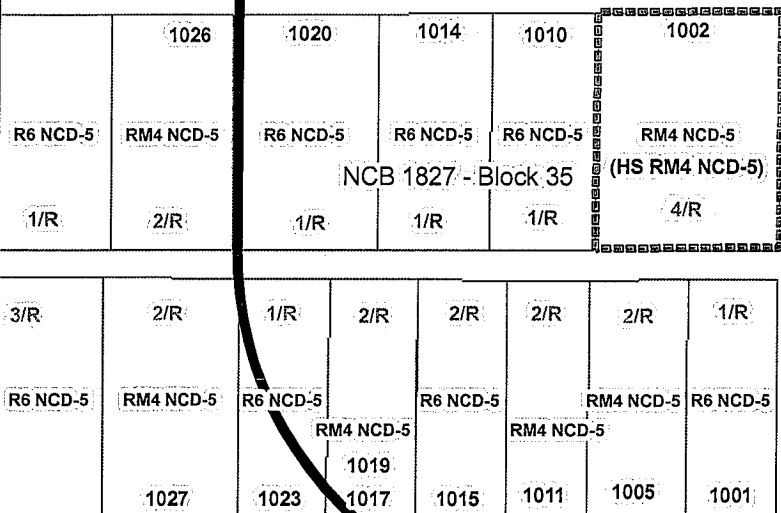 1026 1020 1014 1010 1002
R6 NCD-5 RM4 NCD-5 R6 NCD-5 R6 NCD-5 R6 NCD-5 RM4 NCD-5
(HS RM4 NCD-5)
NCB 1827 - Block 35
1/R 2/R 1/R 1/R 1/R 4/R
3/R 2/R 1/R 2/R 2/R 2/R 2/R 1/R
R6 NCD-5 RM4 NCD-5 R6 NCD-5 R6 NCD-5 RM4 NCD-5 R6 NCD-5
RM4 NCD-5 RM4 NCD-5
1019
1027 1023 1017 1015 1011 1005 1001